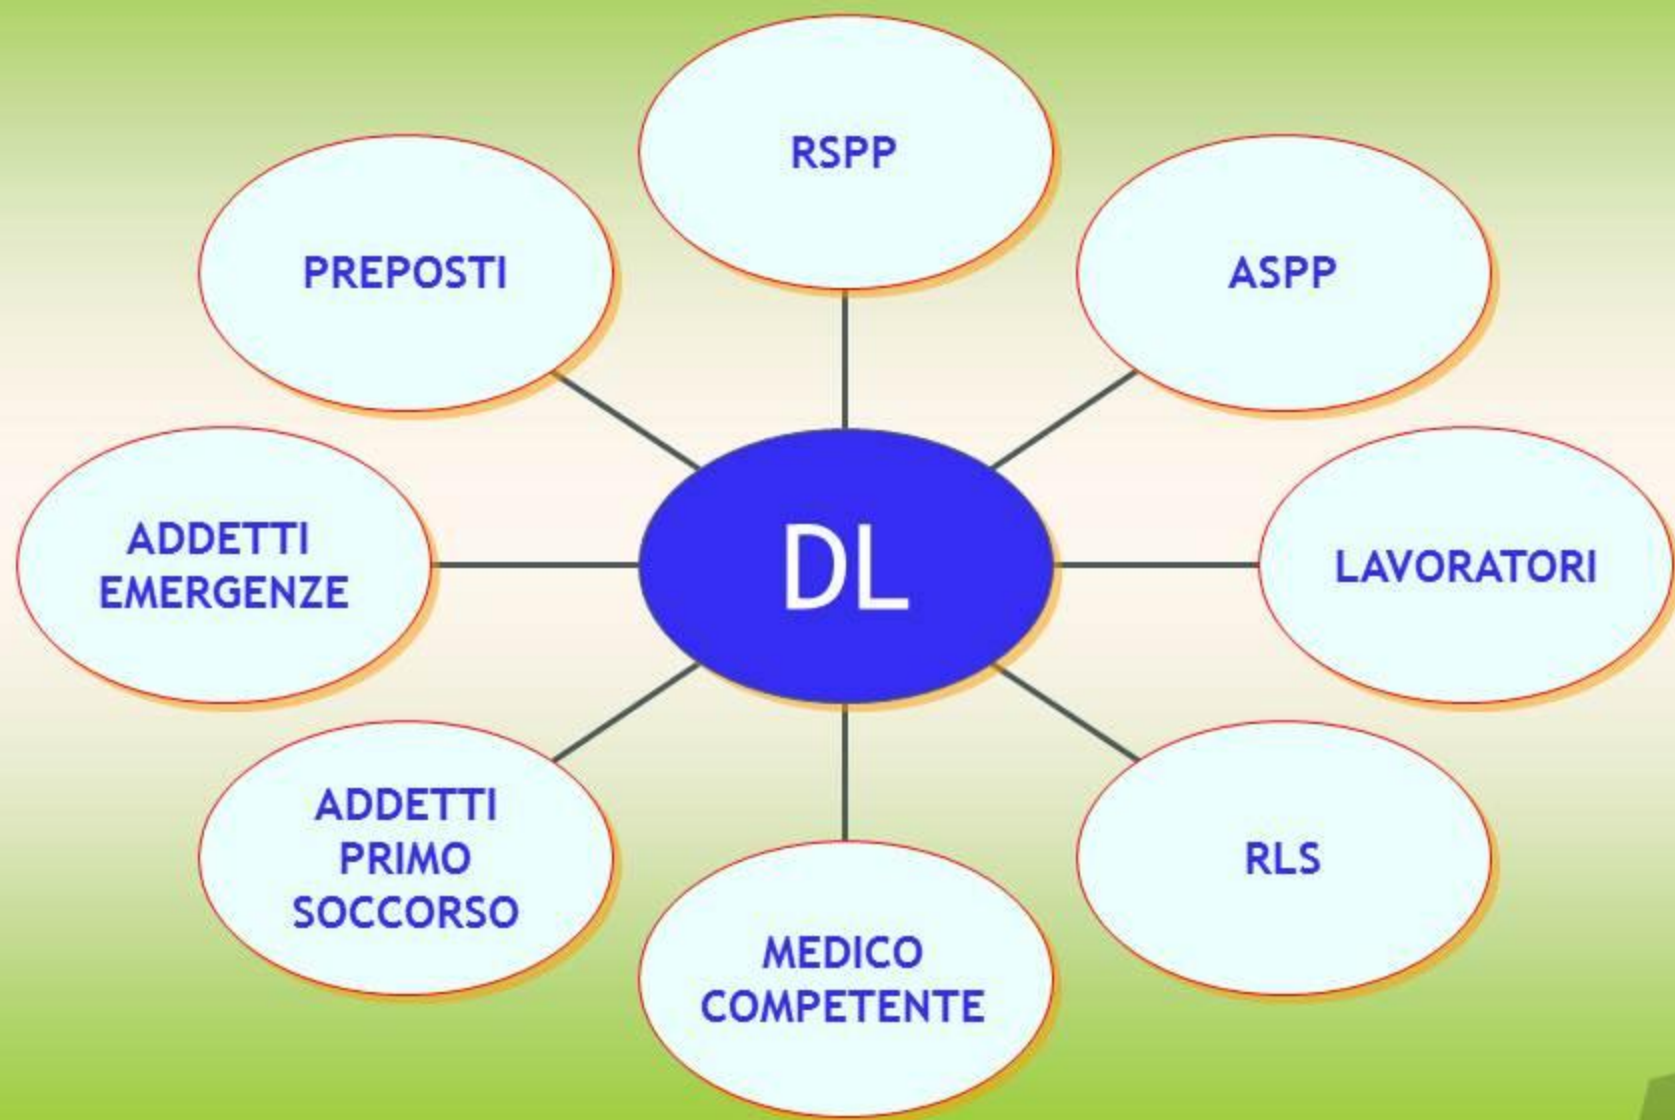 RSPP
PREPOSTI
ASPP
ADDETTI
EMERGENZE
DL
LAVORATORI
ADDETTI
PRIMO
SOCCORSO
RLS
MEDICO
COMPETENTE